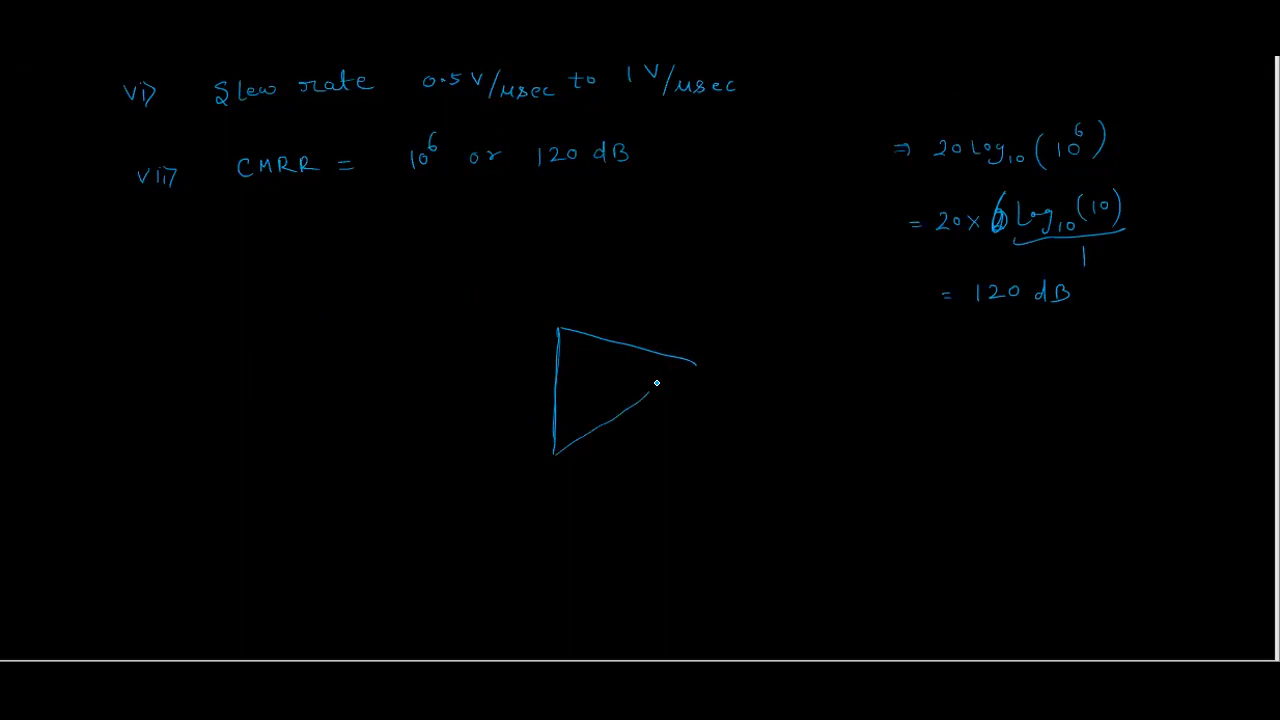 vi) Slew rate 0.5 V/μsec to 1 V/μsec
vii) CMRR = 10^6 or 120 dB
⇒ 20 log₁₀ (10^6)
= 20 × 6 log₁₀ (10)
1
= 120 dB